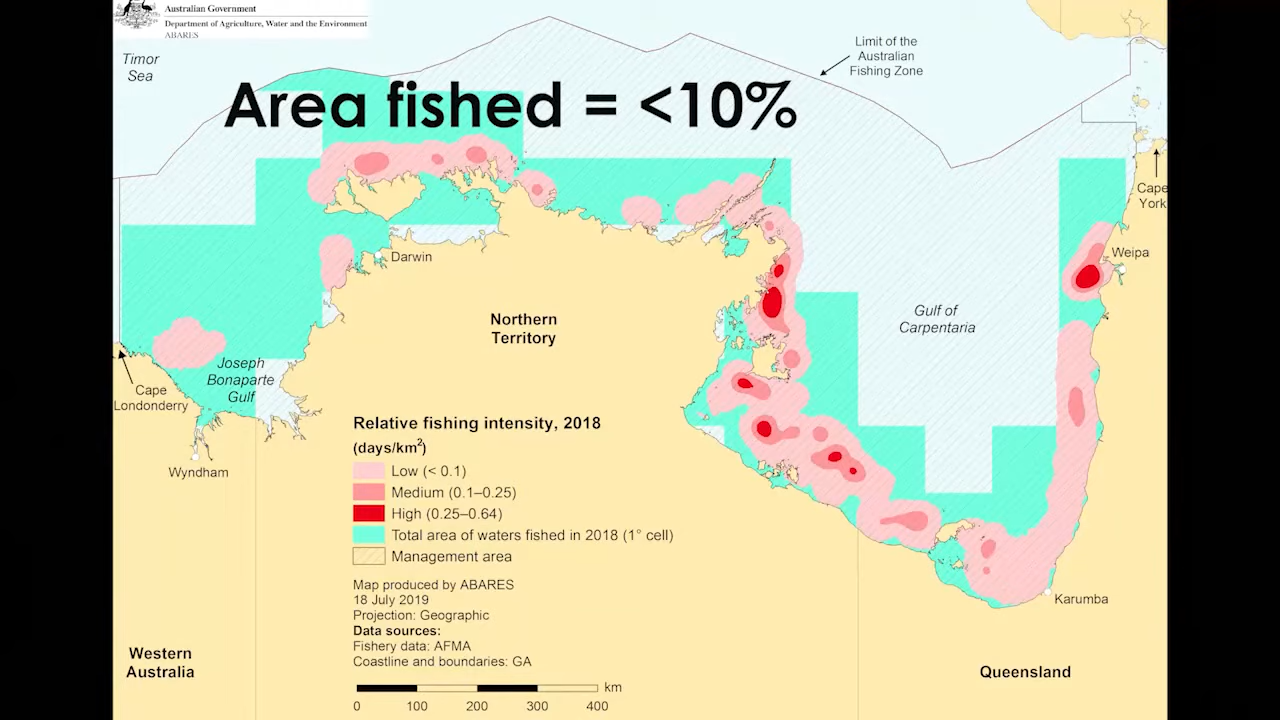 Australian Government
Department of Agriculture, Water and the Environment
ABARES
Timor
Sea
Limit of the
Australian
Fishing Zone
Area fished = <10%
Cape
York
Weipa
Darwin
Northern
Territory
Gulf of
Carpentaria
Joseph
Bonaparte
Gulf
Cape
Londonderry
Wyndham
Relative fishing intensity, 2018
(days/km²)
Low (< 0.1)
Medium (0.1–0.25)
High (0.25–0.64)
Total area of waters fished in 2018 (1° cell)
Management area
Map produced by ABARES
18 July 2019
Projection: Geographic
Data sources:
Fishery data: AFMA
Coastline and boundaries: GA
Karumba
Western
Australia
Queensland
km
0 100 200 300 400